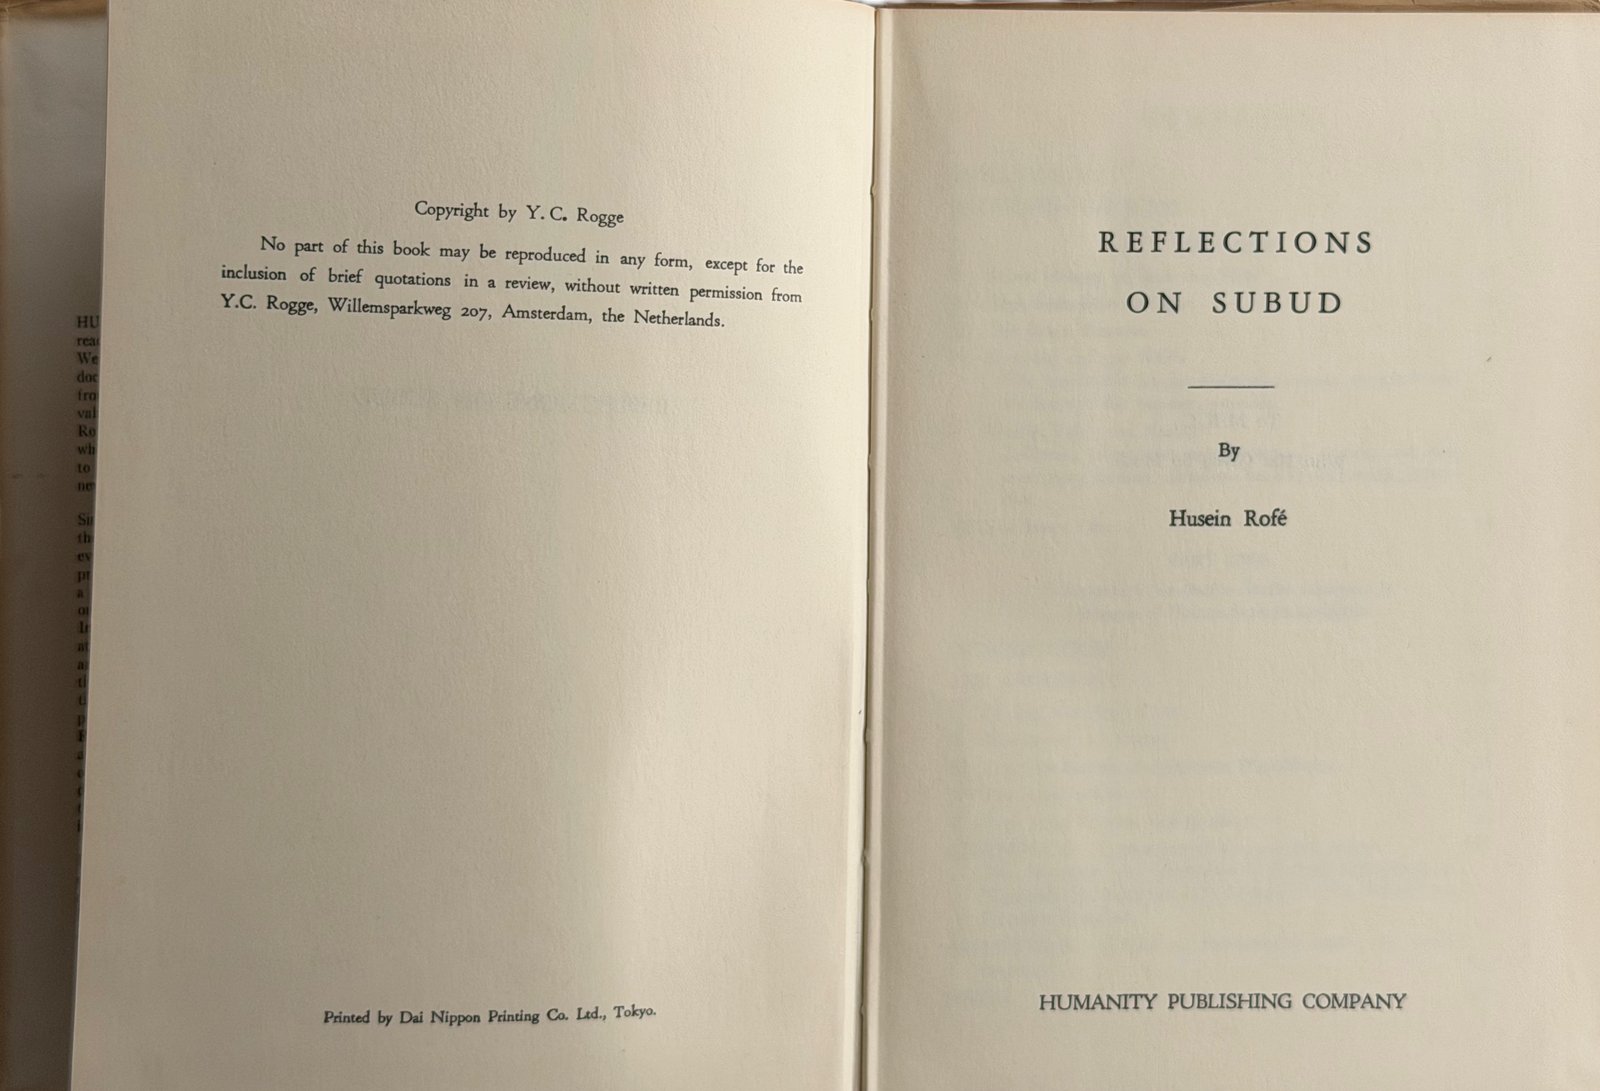 Copyright by Y. C. Rogge
No part of this book may be reproduced in any form, except for the
inclusion of brief quotations in a review, without written permission from
Y.C. Rogge, Willemsparkweg 207, Amsterdam, the Netherlands.
Printed by Dai Nippon Printing Co. Ltd., Tokyo.
REFLECTIONS
ON SUBUD
By
Husein Rofé
HUMANITY PUBLISHING COMPANY